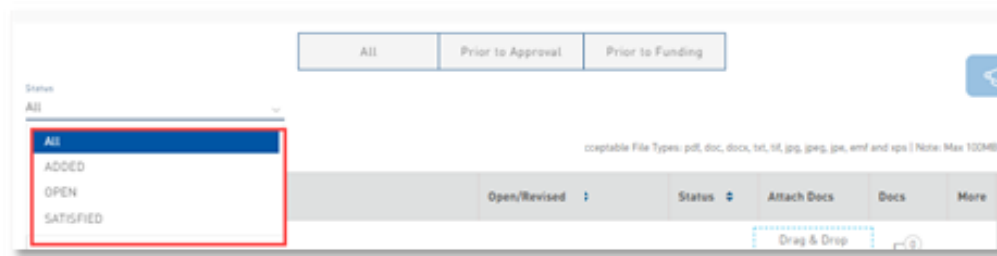 All Prior to Approval Prior to Funding
Status
All
All
ADDED
OPEN
SATISFIED
cceptable File Types: pdf, doc, docx, txt, tif, jpg, jpeg, jpe, emf and xps | Note: Max 100MB
Open/Revised Status Attach Docs Docs More
Drag & Drop
0